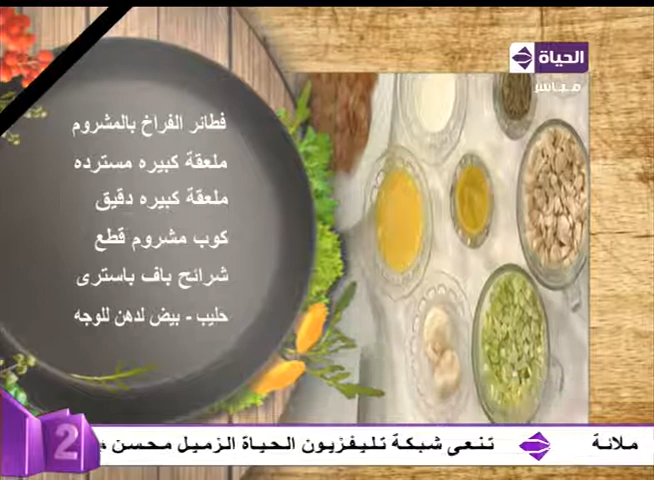 الحياة
مباشر
فطائر الفراخ بالمشروم
ملعقة كبيره مسترده
ملعقة كبيره دقيق
كوب مشروم قطع
شرائح باف باسترى
حليب - بيض لدهن للوجه
2
ملانة تنعى شبكة تليفزيون الحياة الزميل محسن